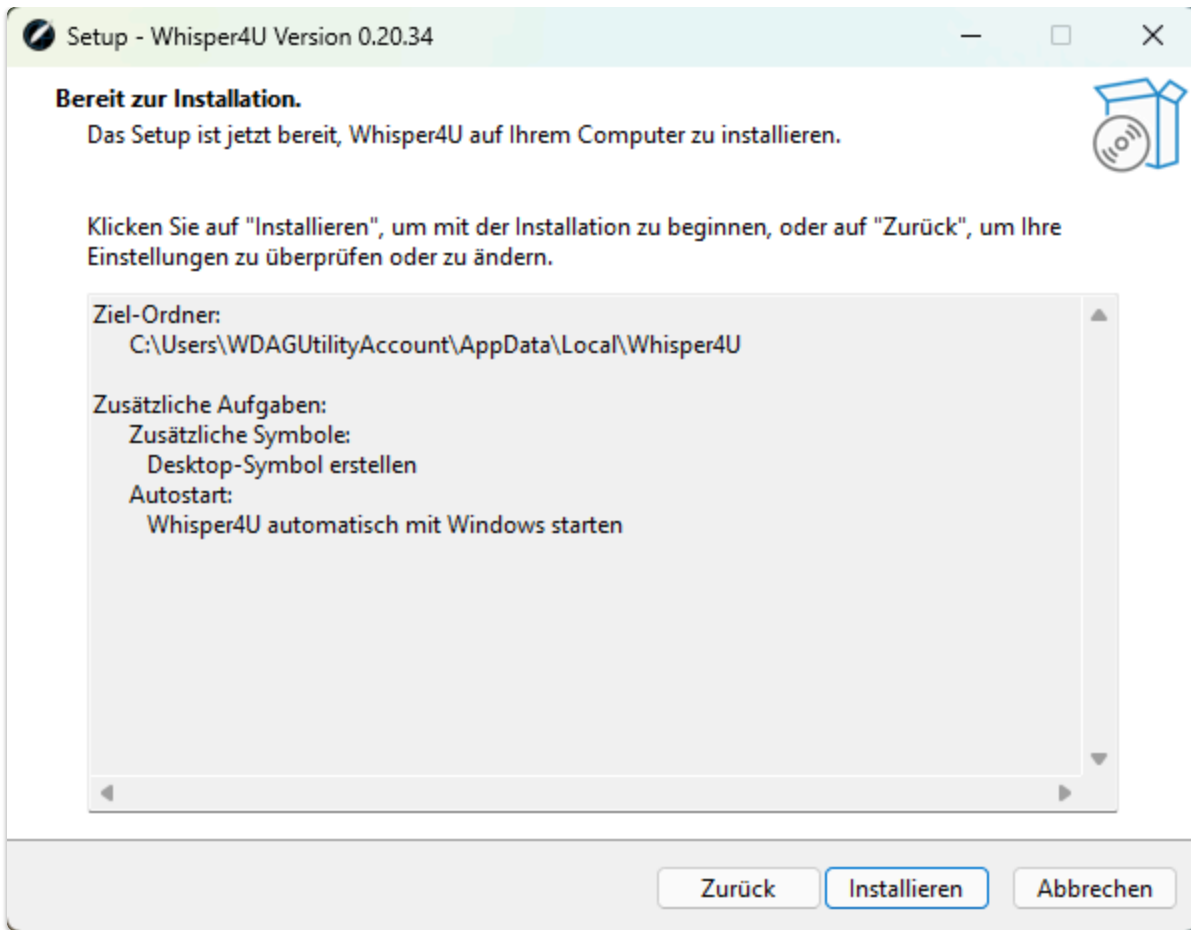 Setup - Whisper4U Version 0.20.34
Bereit zur Installation.
Das Setup ist jetzt bereit, Whisper4U auf Ihrem Computer zu installieren.
Klicken Sie auf "Installieren", um mit der Installation zu beginnen, oder auf "Zurück", um Ihre
Einstellungen zu überprüfen oder zu ändern.
Ziel-Ordner:
C:\Users\WDAGUtilityAccount\AppData\Local\Whisper4U
Zusätzliche Aufgaben:
Zusätzliche Symbole:
Desktop-Symbol erstellen
Autostart:
Whisper4U automatisch mit Windows starten
Zurück Installieren Abbrechen